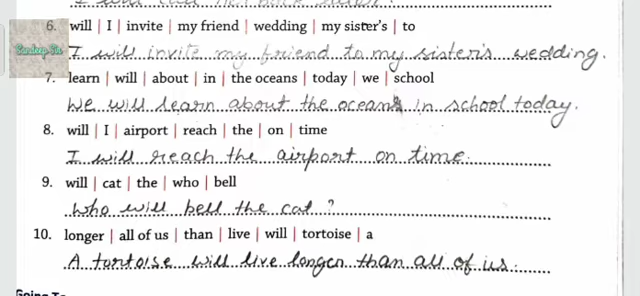 6. will | I | invite | my friend | wedding | my sister's | to
I will invite my friend to my sister's wedding.
7. learn | will | about | in | the oceans | today | we | school
We will learn about the oceans in school today.
8. will | I | airport | reach | the | on | time
I will reach the airport on time.
9. will | cat | the | who | bell
Who will bell the cat ?
10. longer | all of us | than | live | will | tortoise | a
A tortoise will live longer than all of us.
Going To